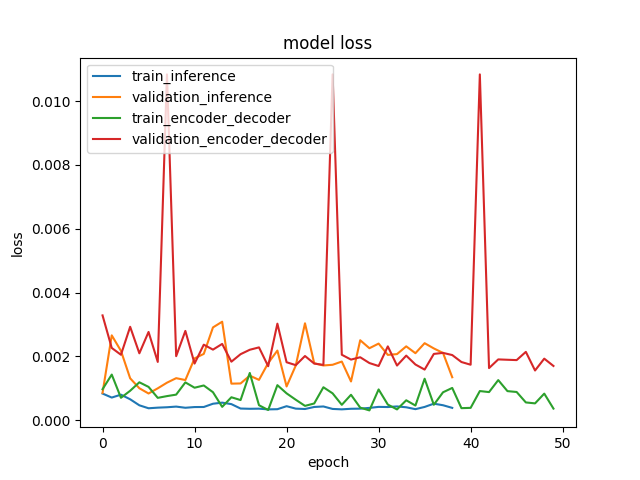 model loss
train_inference
validation_inference
train_encoder_decoder
validation_encoder_decoder
loss
0.010
0.008
0.006
0.004
0.002
0.000
0 10 20 30 40 50
epoch